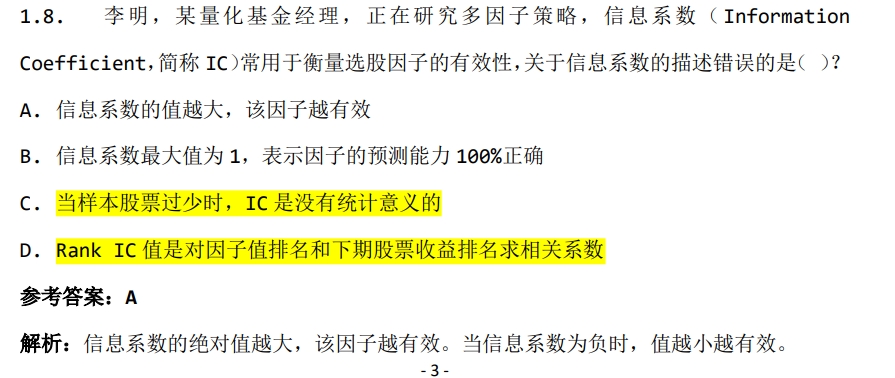 1.8. 李明，某量化基金经理，正在研究多因子策略，信息系数（Information
Coefficient,简称 IC）常用于衡量选股因子的有效性,关于信息系数的描述错误的是( )?
A. 信息系数的值越大，该因子越有效
B. 信息系数最大值为 1，表示因子的预测能力 100%正确
C. 当样本股票过少时，IC 是没有统计意义的
D. Rank IC 值是对因子值排名和下期股票收益排名求相关系数
参考答案：A
解析：信息系数的绝对值越大，该因子越有效。当信息系数为负时，值越小越有效。
- 3 -